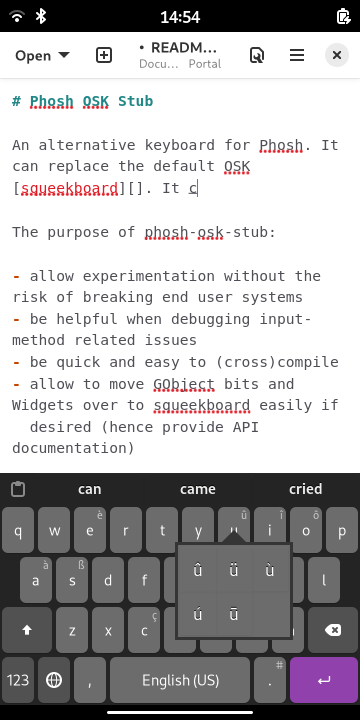 14:54
Open
• READM...
Docu... Portal
# Phosh OSK Stub
An alternative keyboard for Phosh. It
can replace the default OSK
[squeekboard][]. It c
The purpose of phosh-osk-stub:
- allow experimentation without the
risk of breaking end user systems
- be helpful when debugging input-
method related issues
- be quick and easy to (cross)compile
- allow to move GObject bits and
Widgets over to squeekboard easily if
desired (hence provide API
documentation)
can came cried
q w e è r t y u û i î o ô p
a à s ß d f l
û ü ù
ú ū
z x c ç
123 , English (US) . #